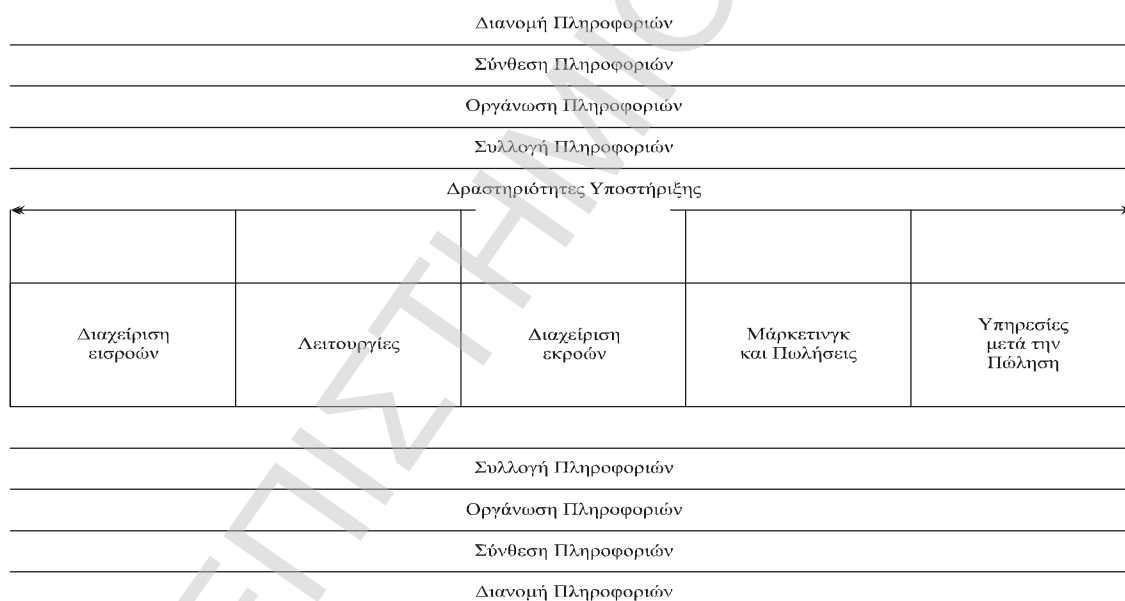 Διανομή Πληροφοριών
Σύνθεση Πληροφοριών
Οργάνωση Πληροφοριών
Συλλογή Πληροφοριών
Δραστηριότητες Υποστήριξης
Διαχείριση
εισροών
Λειτουργίες
Διαχείριση
εκροών
Μάρκετινγκ
και Πωλήσεις
Υπηρεσίες
μετά την
Πώληση
Συλλογή Πληροφοριών
Οργάνωση Πληροφοριών
Σύνθεση Πληροφοριών
Διανομή Πληροφοριών